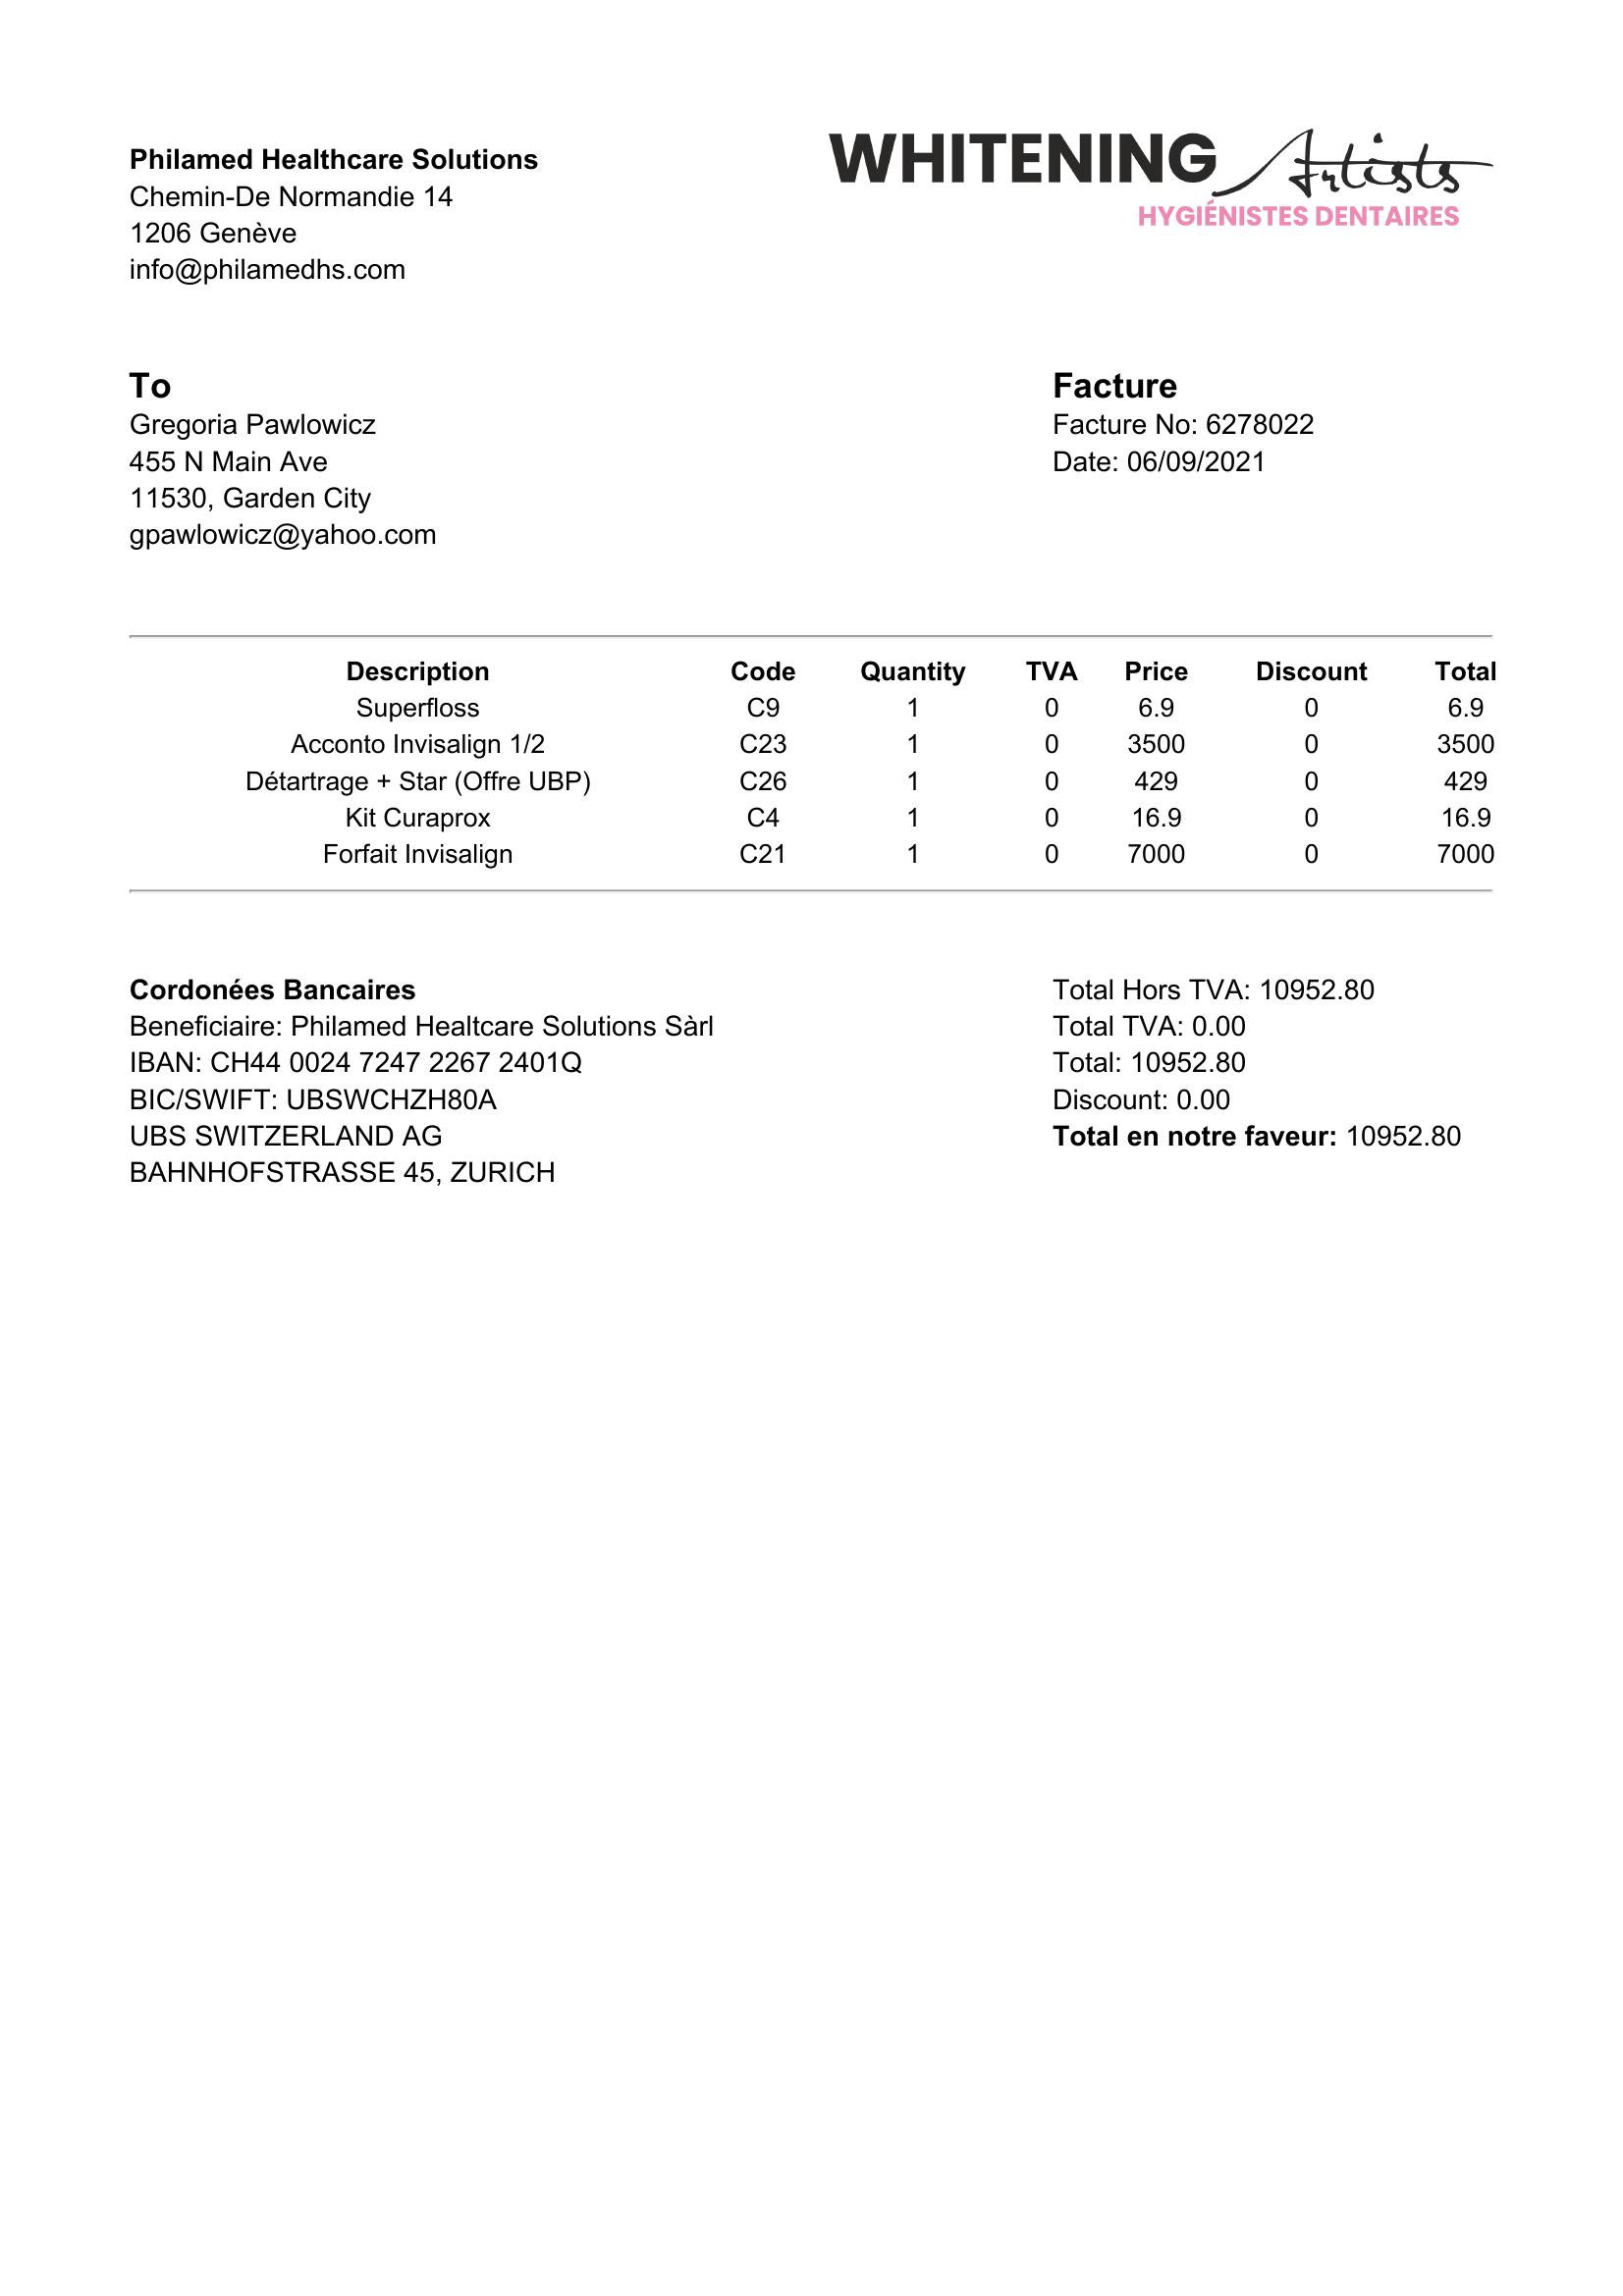 Philamed Healthcare Solutions
Chemin-De Normandie 14
1206 Genève
info@philamedhs.com
WHITENING Artists
HYGIÉNISTES DENTAIRES
To
Gregoria Pawlowicz
455 N Main Ave
11530, Garden City
gpawlowicz@yahoo.com
Facture
Facture No: 6278022
Date: 06/09/2021
Description Code Quantity TVA Price Discount Total
Superfloss C9 1 0 6.9 0 6.9
Acconto Invisalign 1/2 C23 1 0 3500 0 3500
Détartrage + Star (Offre UBP) C26 1 0 429 0 429
Kit Curaprox C4 1 0 16.9 0 16.9
Forfait Invisalign C21 1 0 7000 0 7000
Cordonées Bancaires
Beneficiaire: Philamed Healtcare Solutions Sàrl
IBAN: CH44 0024 7247 2267 2401Q
BIC/SWIFT: UBSWCHZH80A
UBS SWITZERLAND AG
BAHNHOFSTRASSE 45, ZURICH
Total Hors TVA: 10952.80
Total TVA: 0.00
Total: 10952.80
Discount: 0.00
Total en notre faveur: 10952.80